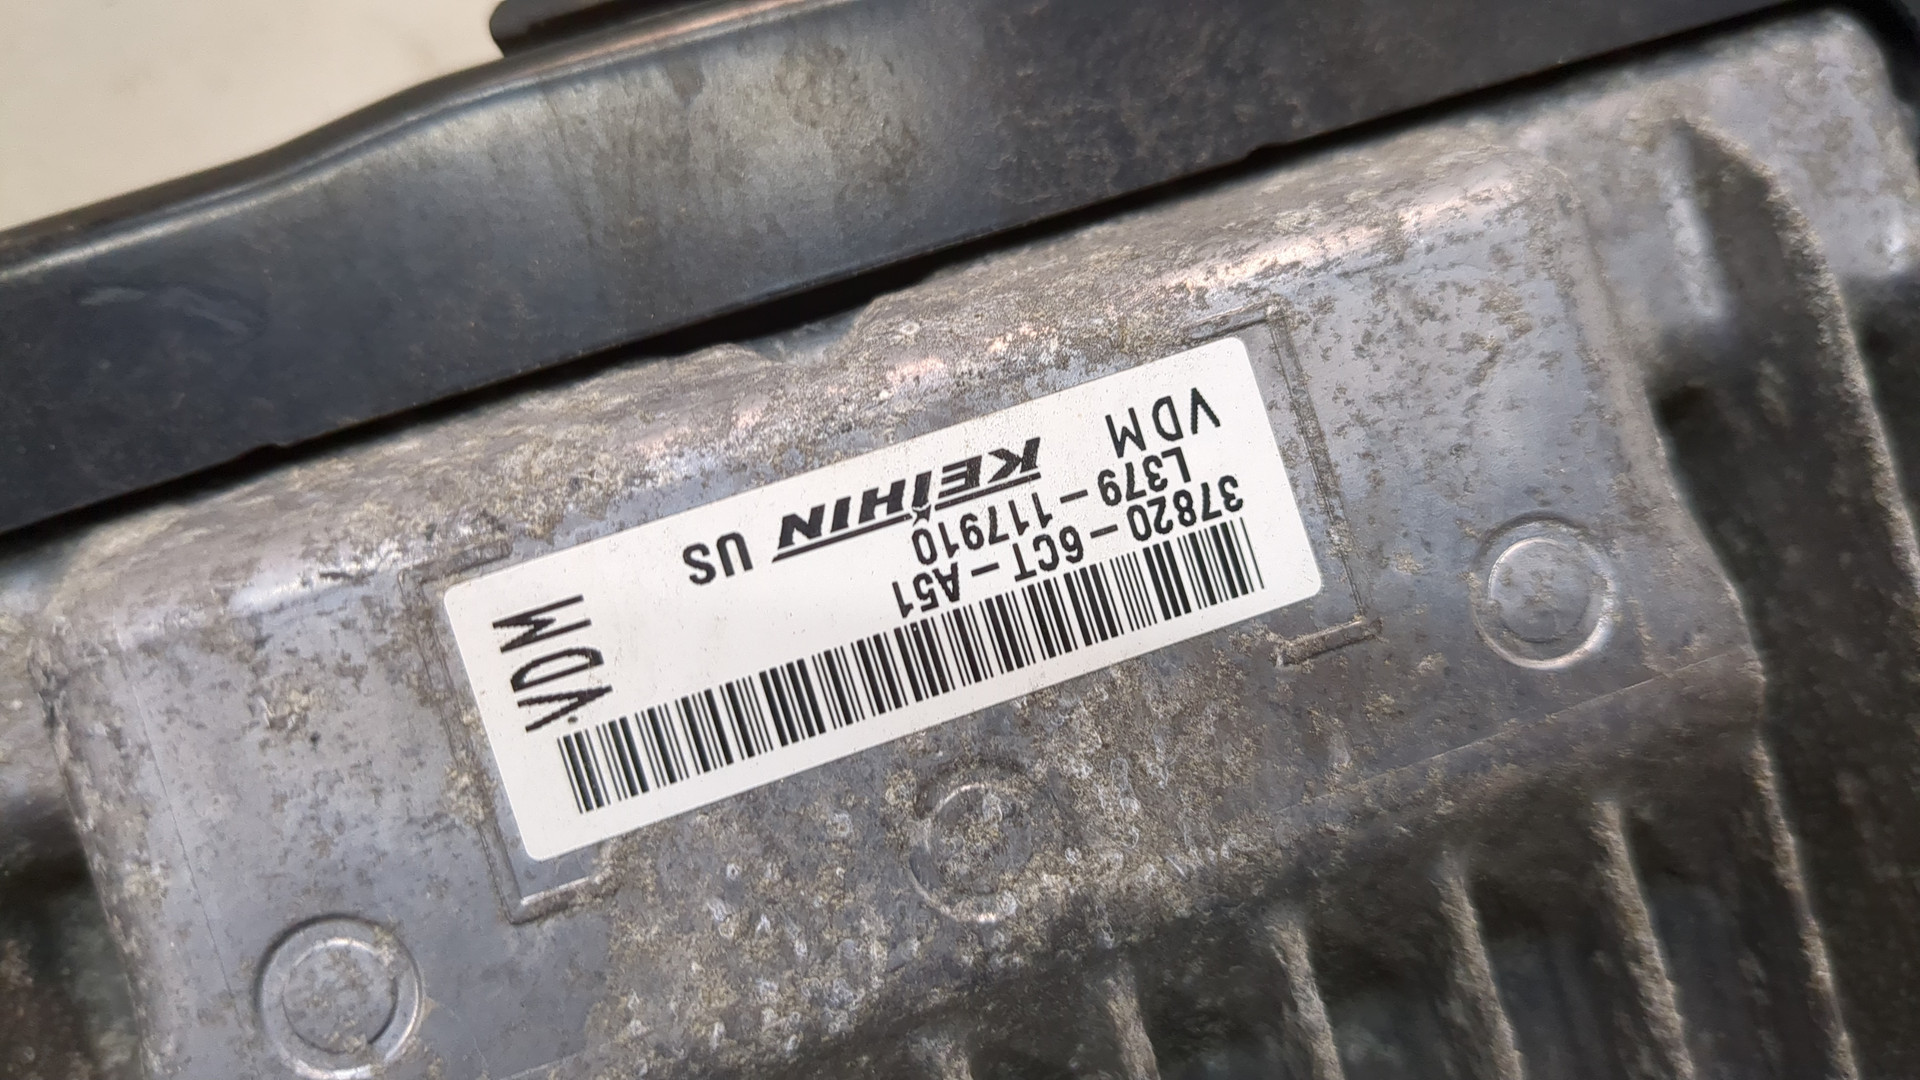 37820-6CT-A51
L379-117910
VDM KEIHIN US
VDM